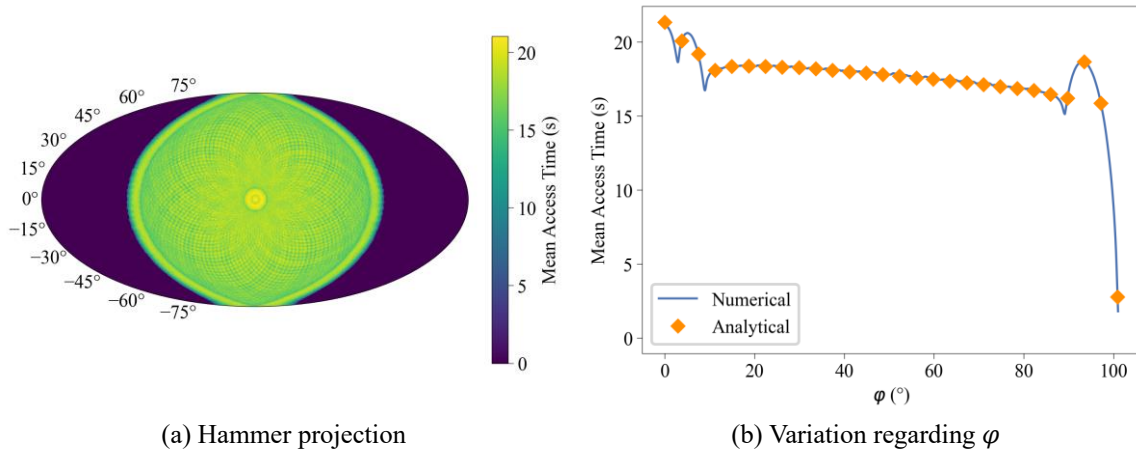 75°
60°
45°
30°
15°
0°
−15°
−30°
−45°
−60°
−75°
20
15
10
5
0
Mean Access Time (s)
(a) Hammer projection
Mean Access Time (s)
20
15
10
5
0
Numerical
Analytical
0 20 40 60 80 100
φ (°)
(b) Variation regarding φ